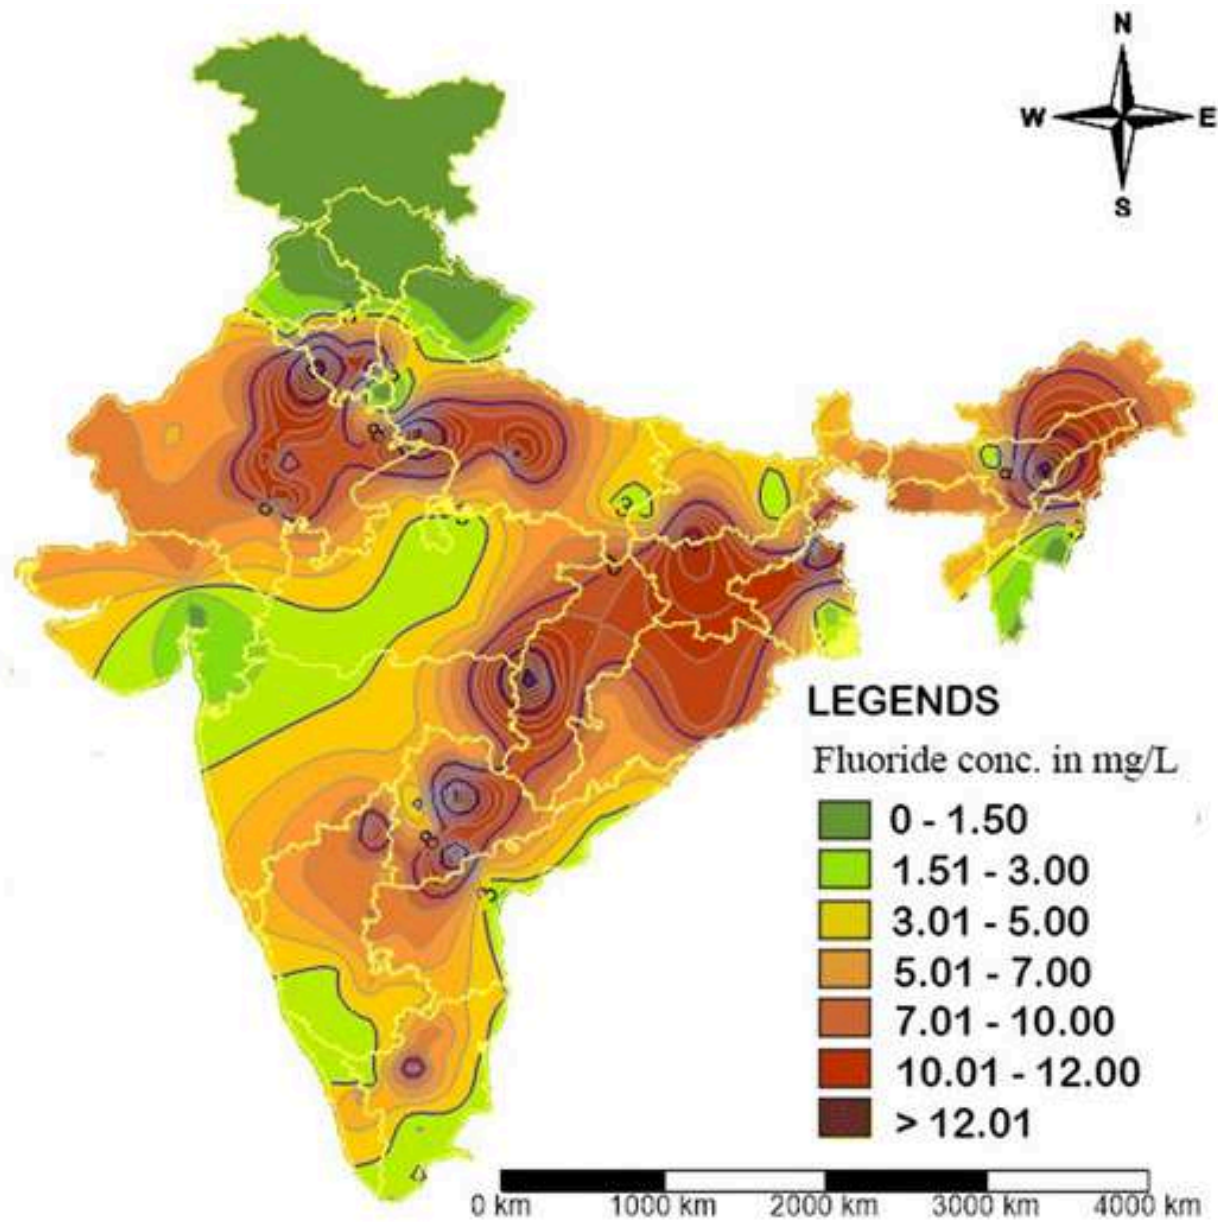 N
W E
S
LEGENDS
Fluoride conc. in mg/L
0 - 1.50
1.51 - 3.00
3.01 - 5.00
5.01 - 7.00
7.01 - 10.00
10.01 - 12.00
> 12.01
0 km 1000 km 2000 km 3000 km 4000 km